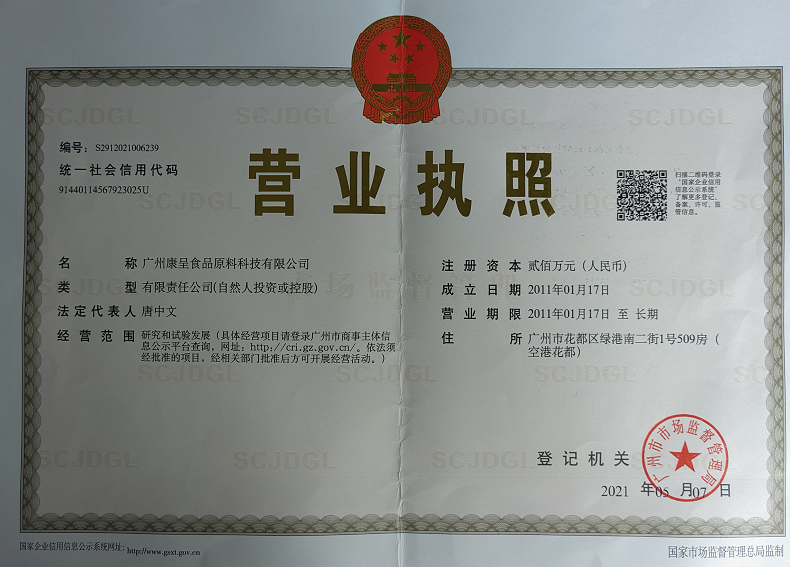 编号: S2912021006239
统一社会信用代码
91440114567923025U
营业执照
扫描二维码登录
“国家企业信用
信息公示系统”
了解更多登记、
备案、许可、监
管信息。
名称 广州康呈食品原料科技有限公司
类型 有限责任公司(自然人投资或控股)
法定代表人 唐中文
经营范围 研究和试验发展（具体经营项目请登录广州市商事主体信
息公示平台查询，网址：http://cri.gz.gov.cn/。依法须
经批准的项目，经相关部门批准后方可开展经营活动。）
注册资本 贰佰万元（人民币）
成立日期 2011年01月17日
营业期限 2011年01月17日 至 长期
住所 广州市花都区绿港南二街1号509房（
空港花都）
登记机关
广州市市场监督管理局
2021 年05 月07 日
国家企业信用信息公示系统网址: http://www.gsxt.gov.cn
国家市场监督管理总局监制
SCJDGL SCJDGL SCJDGL SCJDGL
市场监督管理